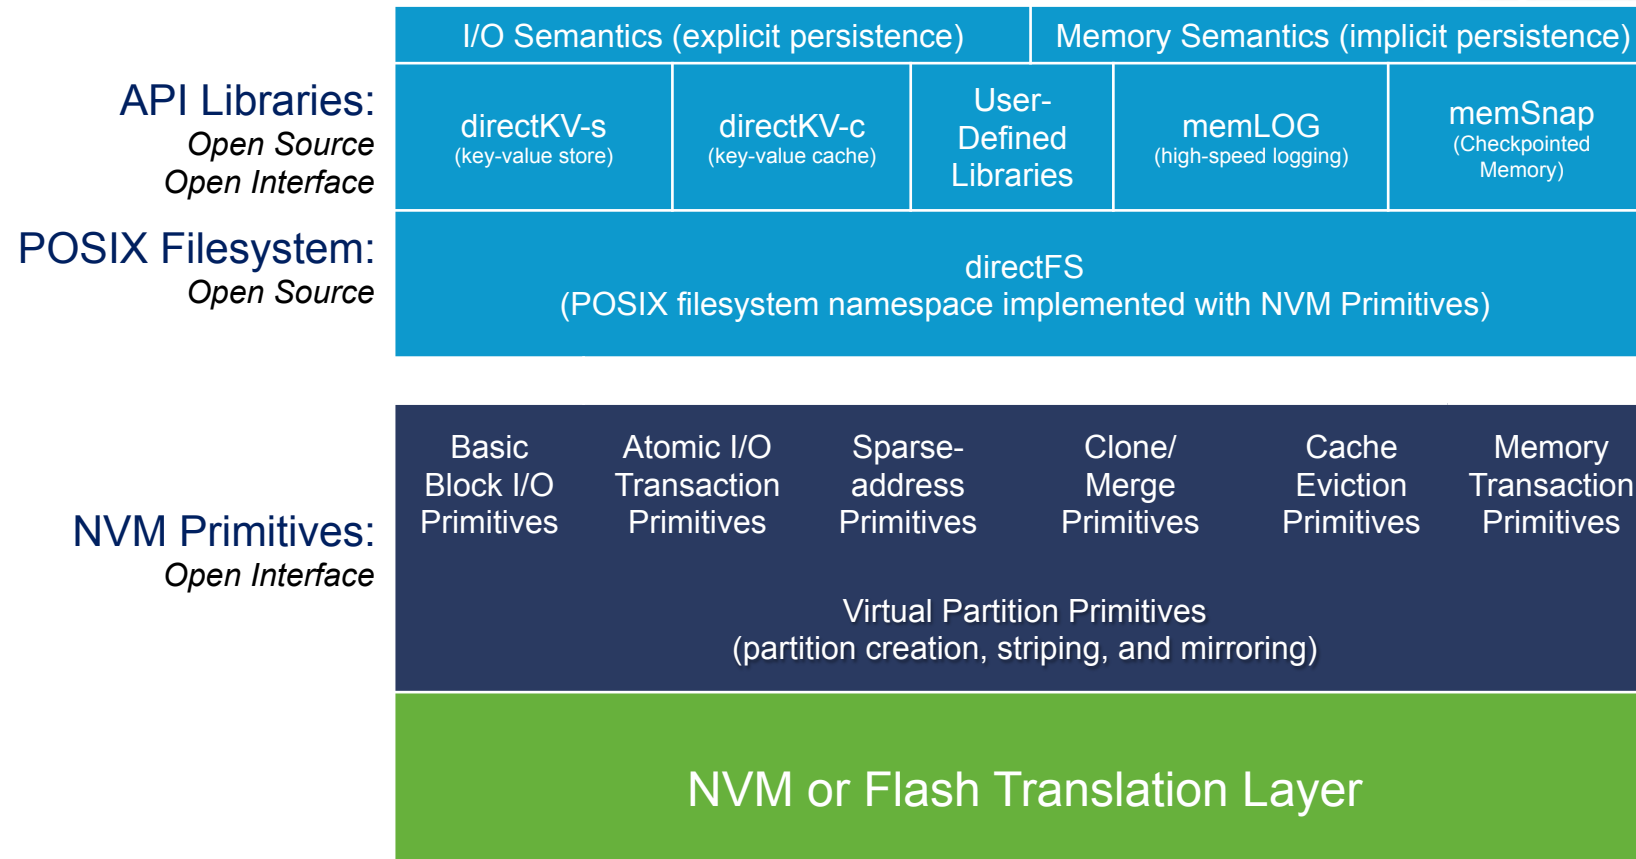 I/O Semantics (explicit persistence)
Memory Semantics (implicit persistence)
API Libraries:
Open Source
Open Interface
directKV-s
(key-value store)
directKV-c
(key-value cache)
User-
Defined
Libraries
memLOG
(high-speed logging)
memSnap
(Checkpointed
Memory)
POSIX Filesystem:
Open Source
directFS
(POSIX filesystem namespace implemented with NVM Primitives)
NVM Primitives:
Open Interface
Basic
Block I/O
Primitives
Atomic I/O
Transaction
Primitives
Sparse-
address
Primitives
Clone/
Merge
Primitives
Cache
Eviction
Primitives
Memory
Transaction
Primitives
Virtual Partition Primitives
(partition creation, striping, and mirroring)
NVM or Flash Translation Layer